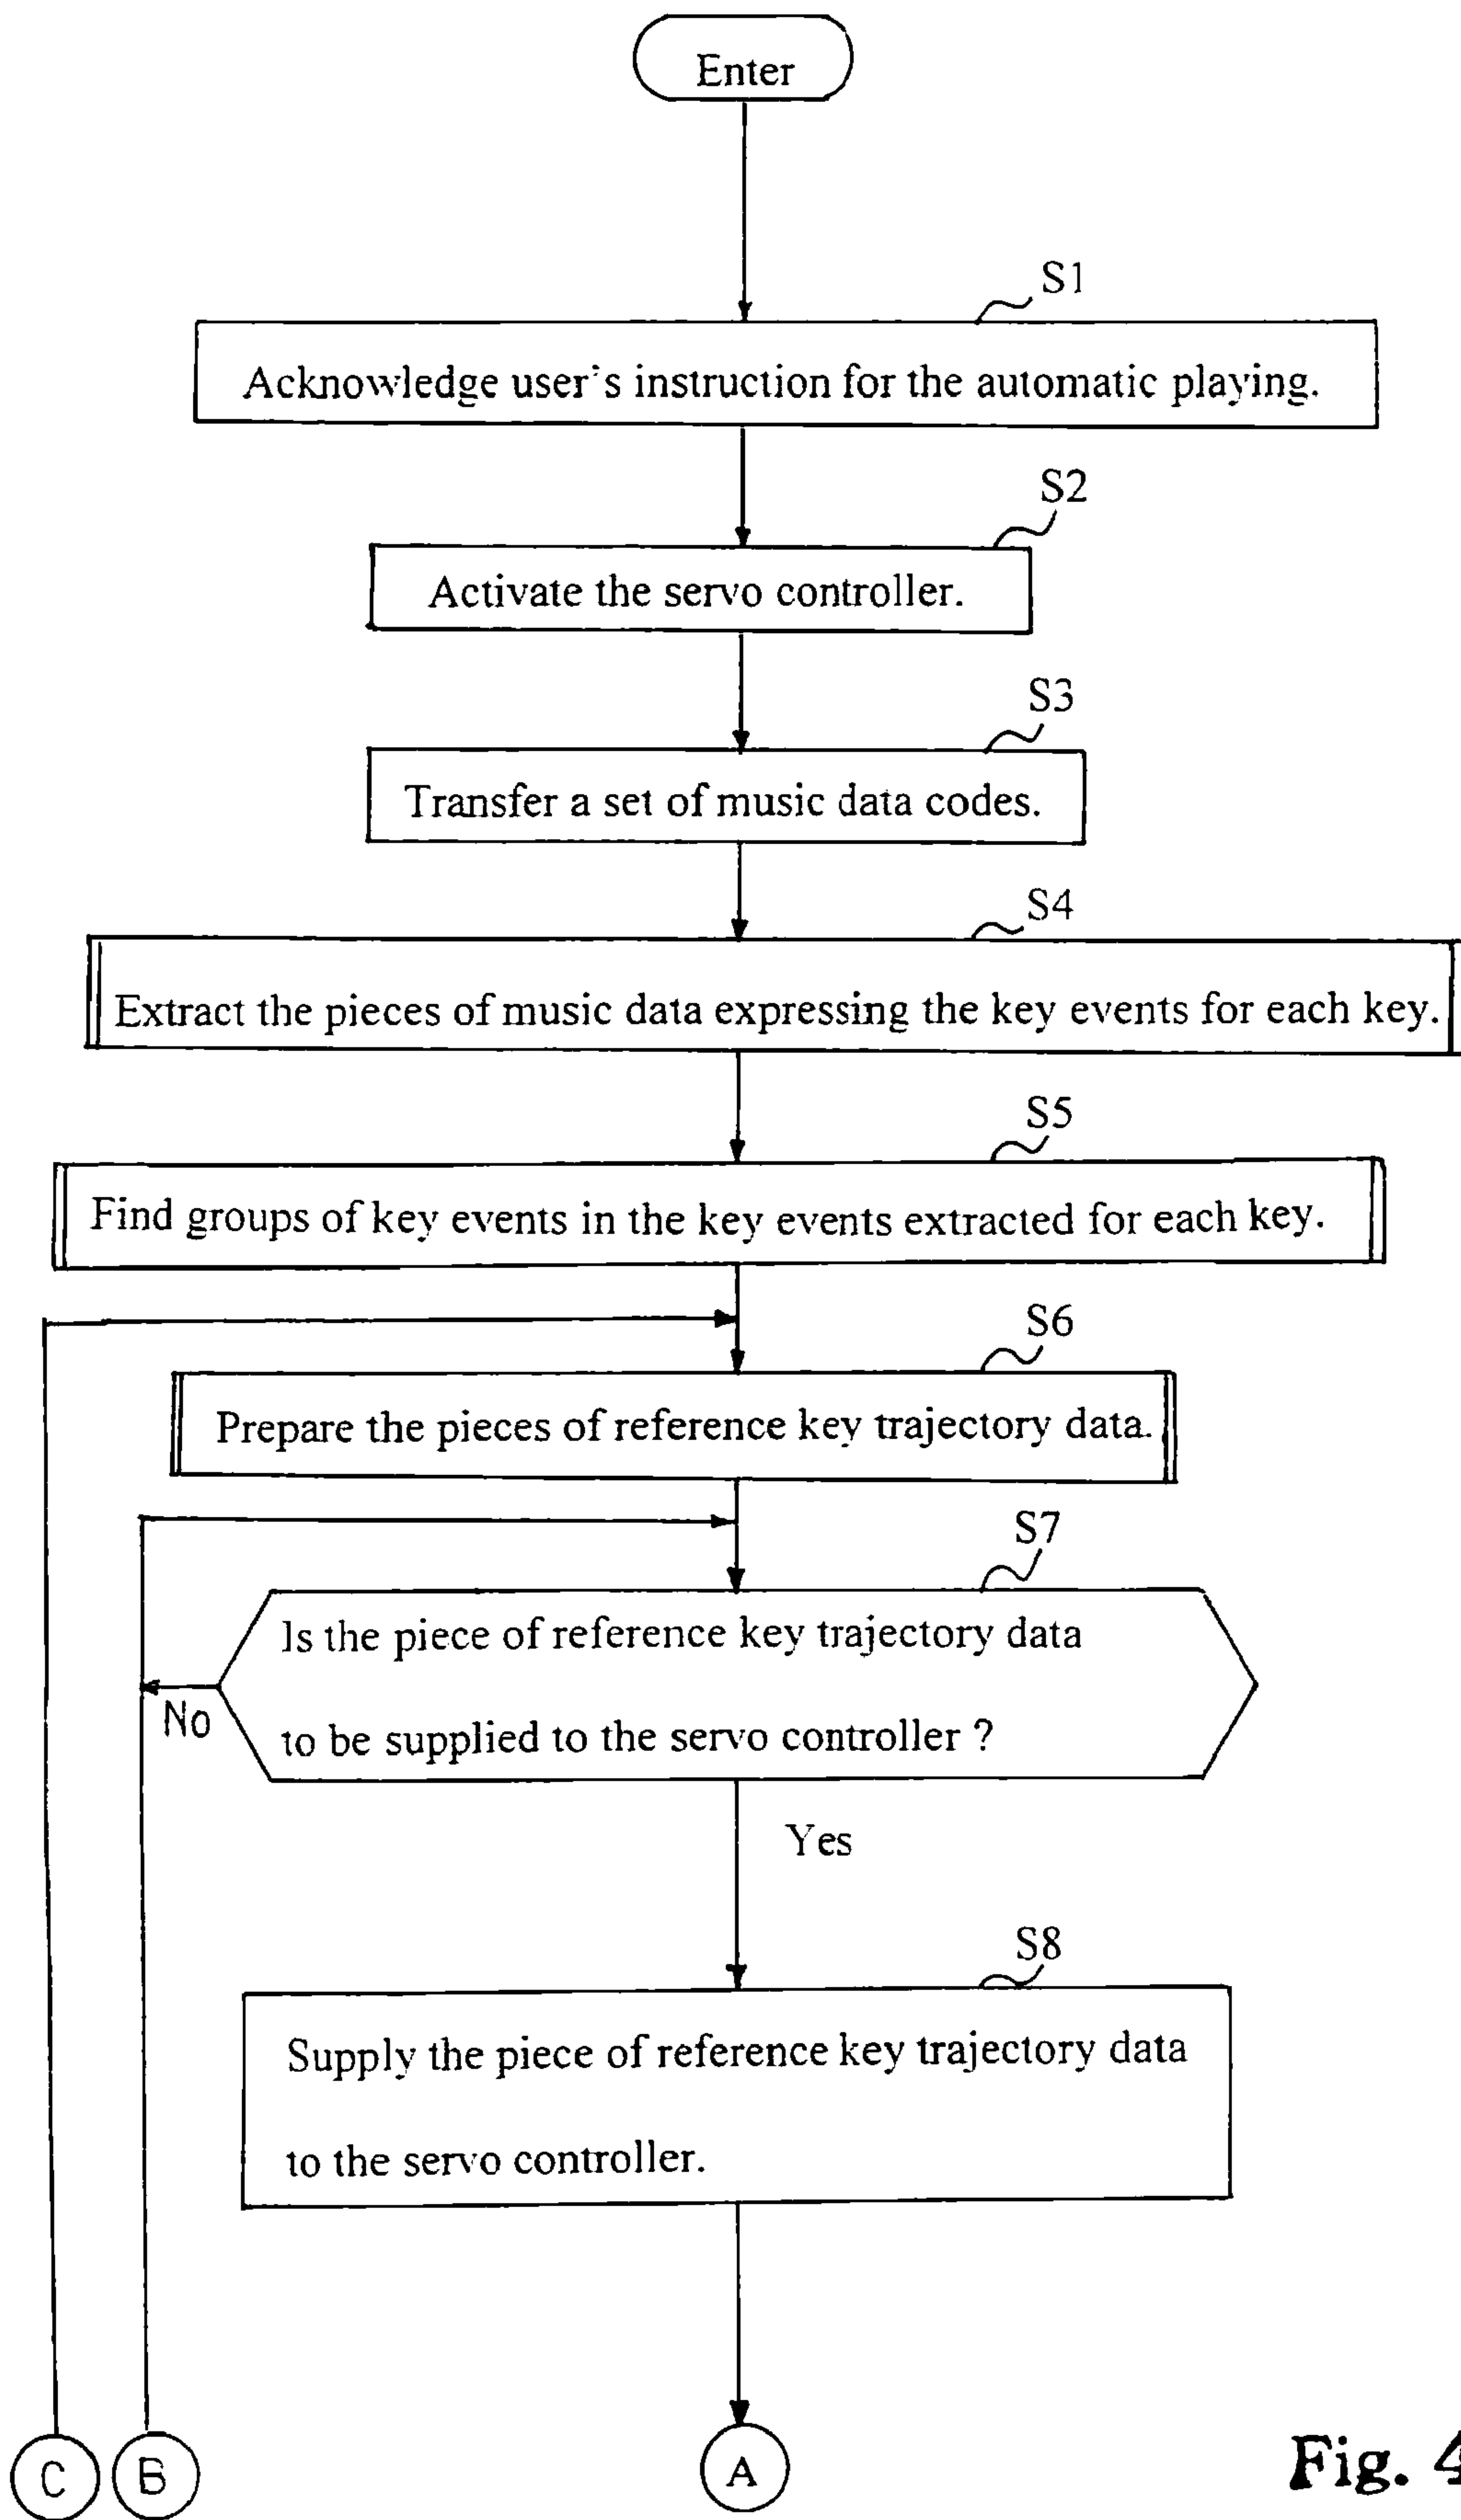 Enter
S1
Acknowledge user's instruction for the automatic playing.
S2
Activate the servo controller.
S3
Transfer a set of music data codes.
S4
Extract the pieces of music data expressing the key events for each key.
S5
Find groups of key events in the key events extracted for each key.
S6
Prepare the pieces of reference key trajectory data.
S7
Is the piece of reference key trajectory data
to be supplied to the servo controller ?
No
Yes
S8
Supply the piece of reference key trajectory data
to the servo controller.
C
B
A
Fig. 4